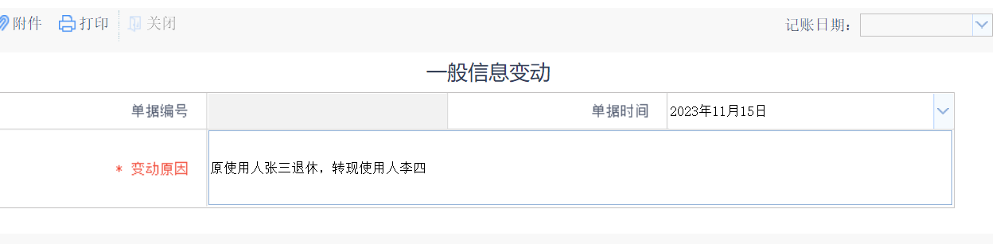 附件 打印 关闭 记账日期：
一般信息变动
单据编号 单据时间 2023年11月15日
* 变动原因 原使用人张三退休，转现使用人李四